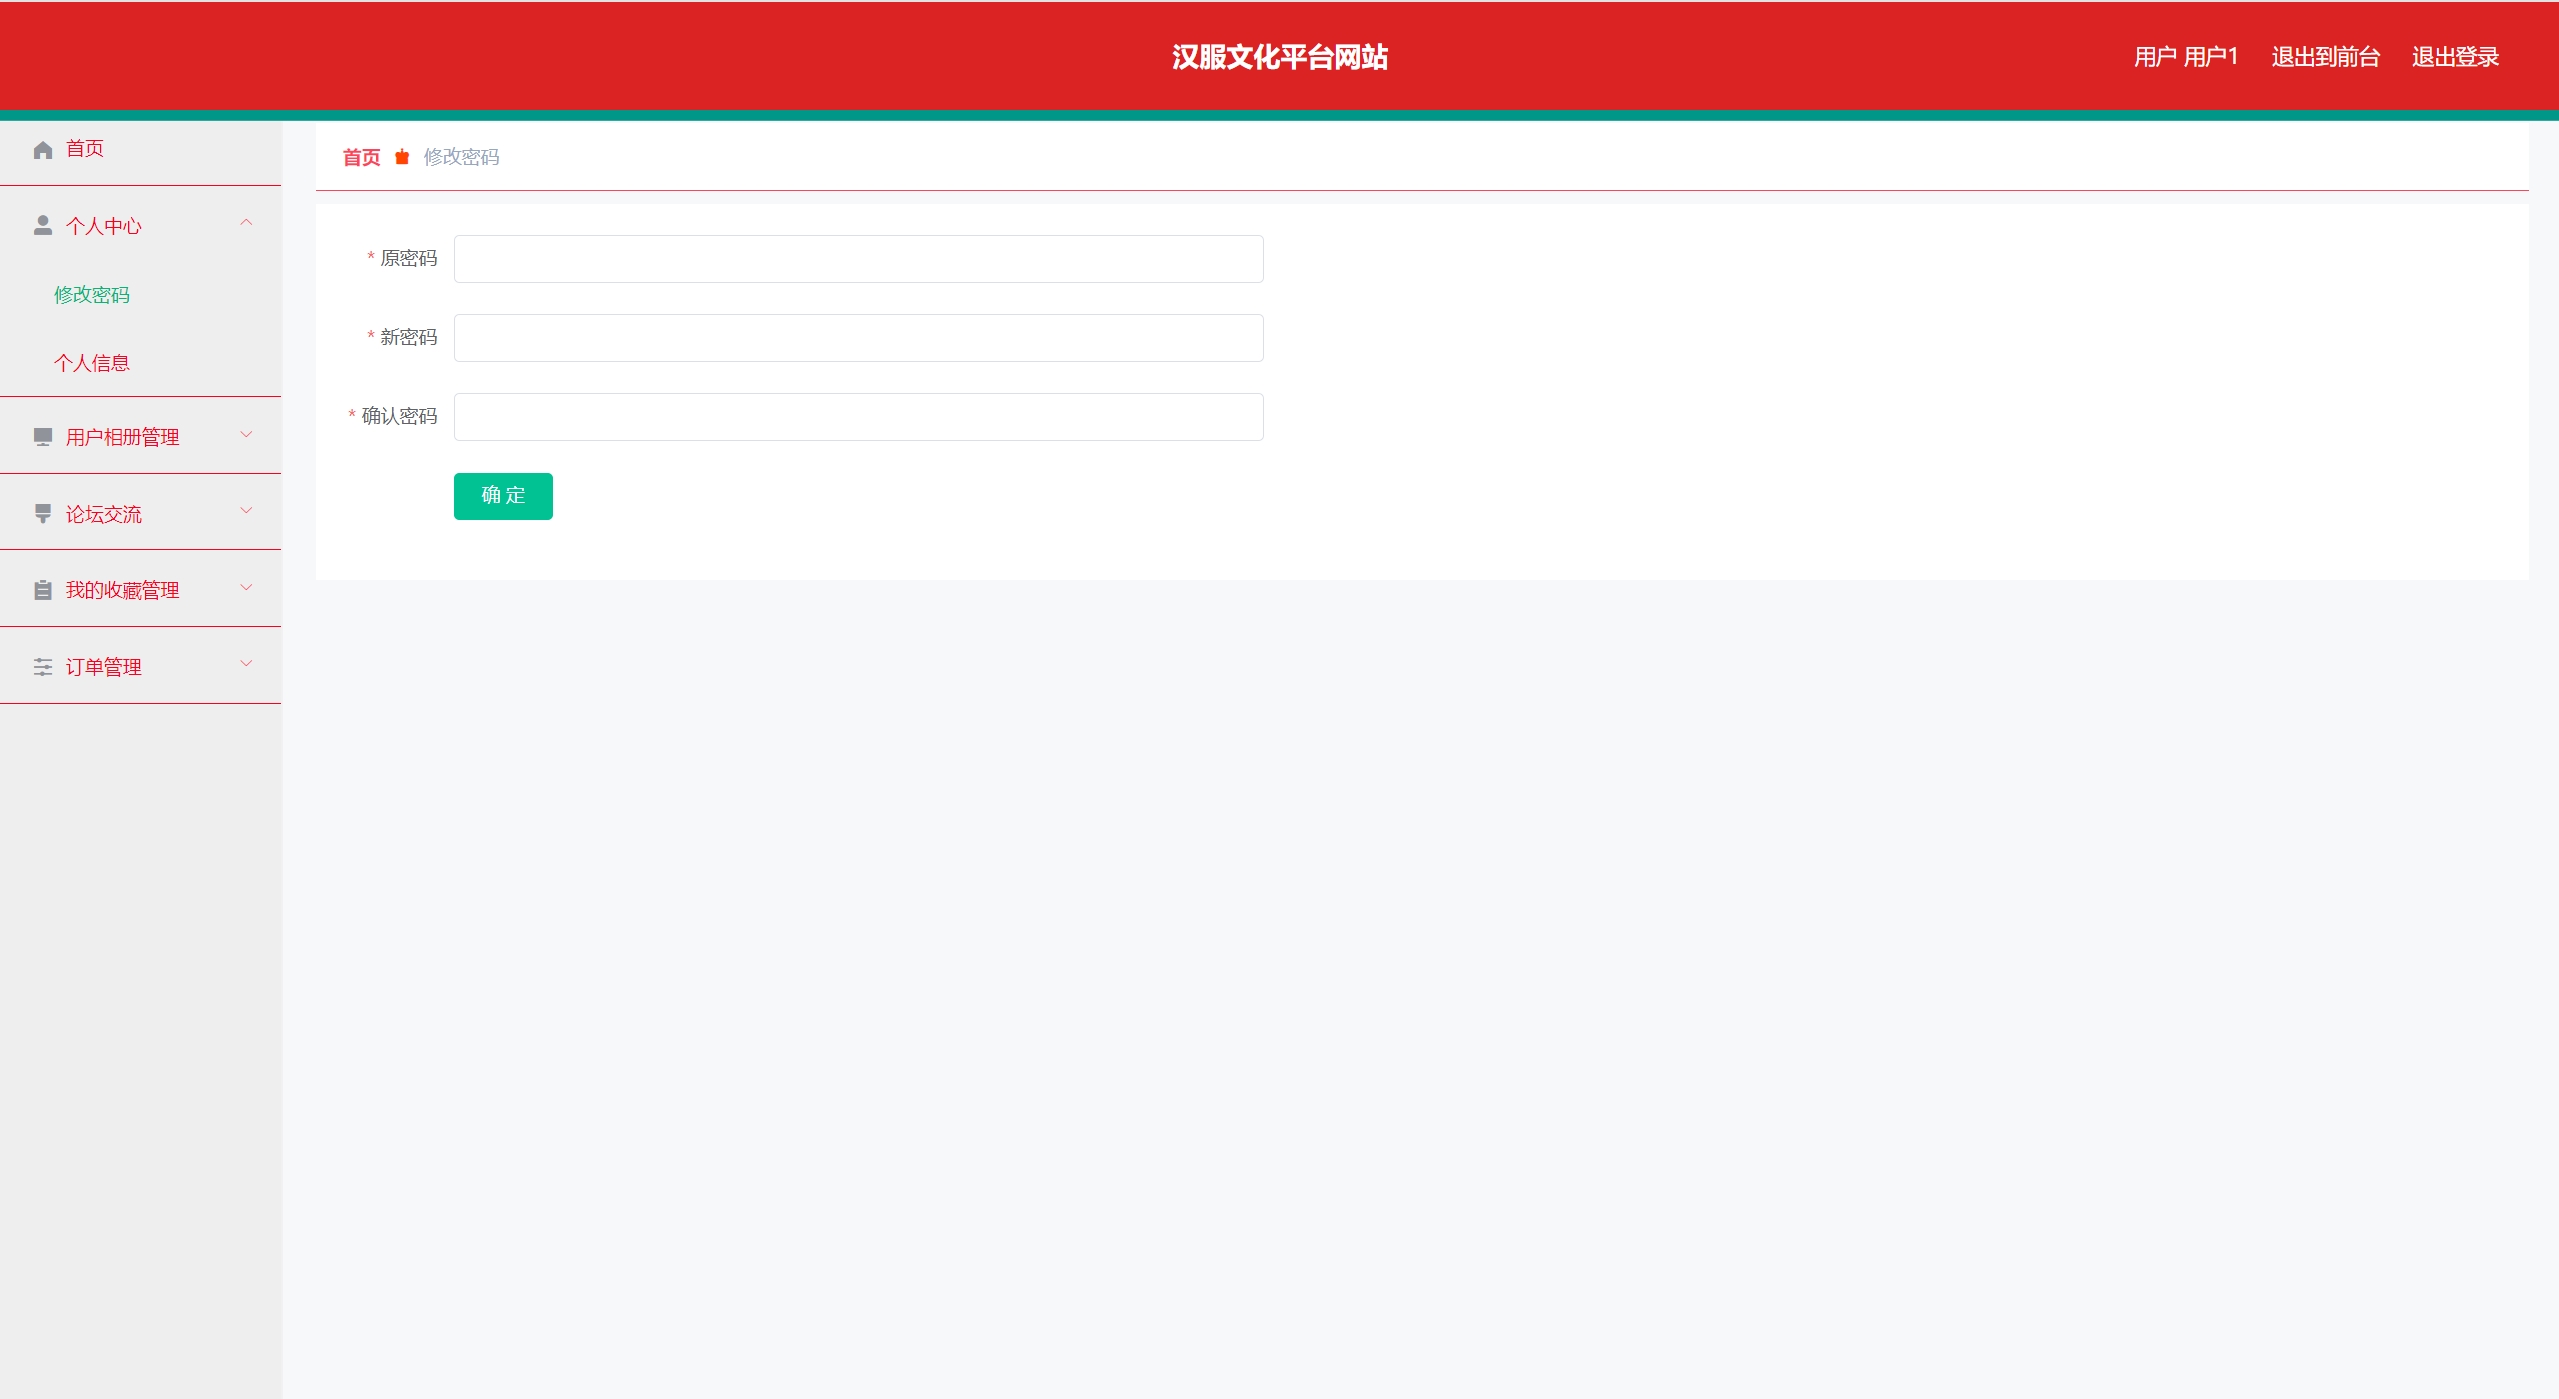 汉服文化平台网站
用户 用户1 退出到前台 退出登录
首页
个人中心
修改密码
个人信息
用户相册管理
论坛交流
我的收藏管理
订单管理
首页 修改密码
* 原密码
* 新密码
* 确认密码
确 定